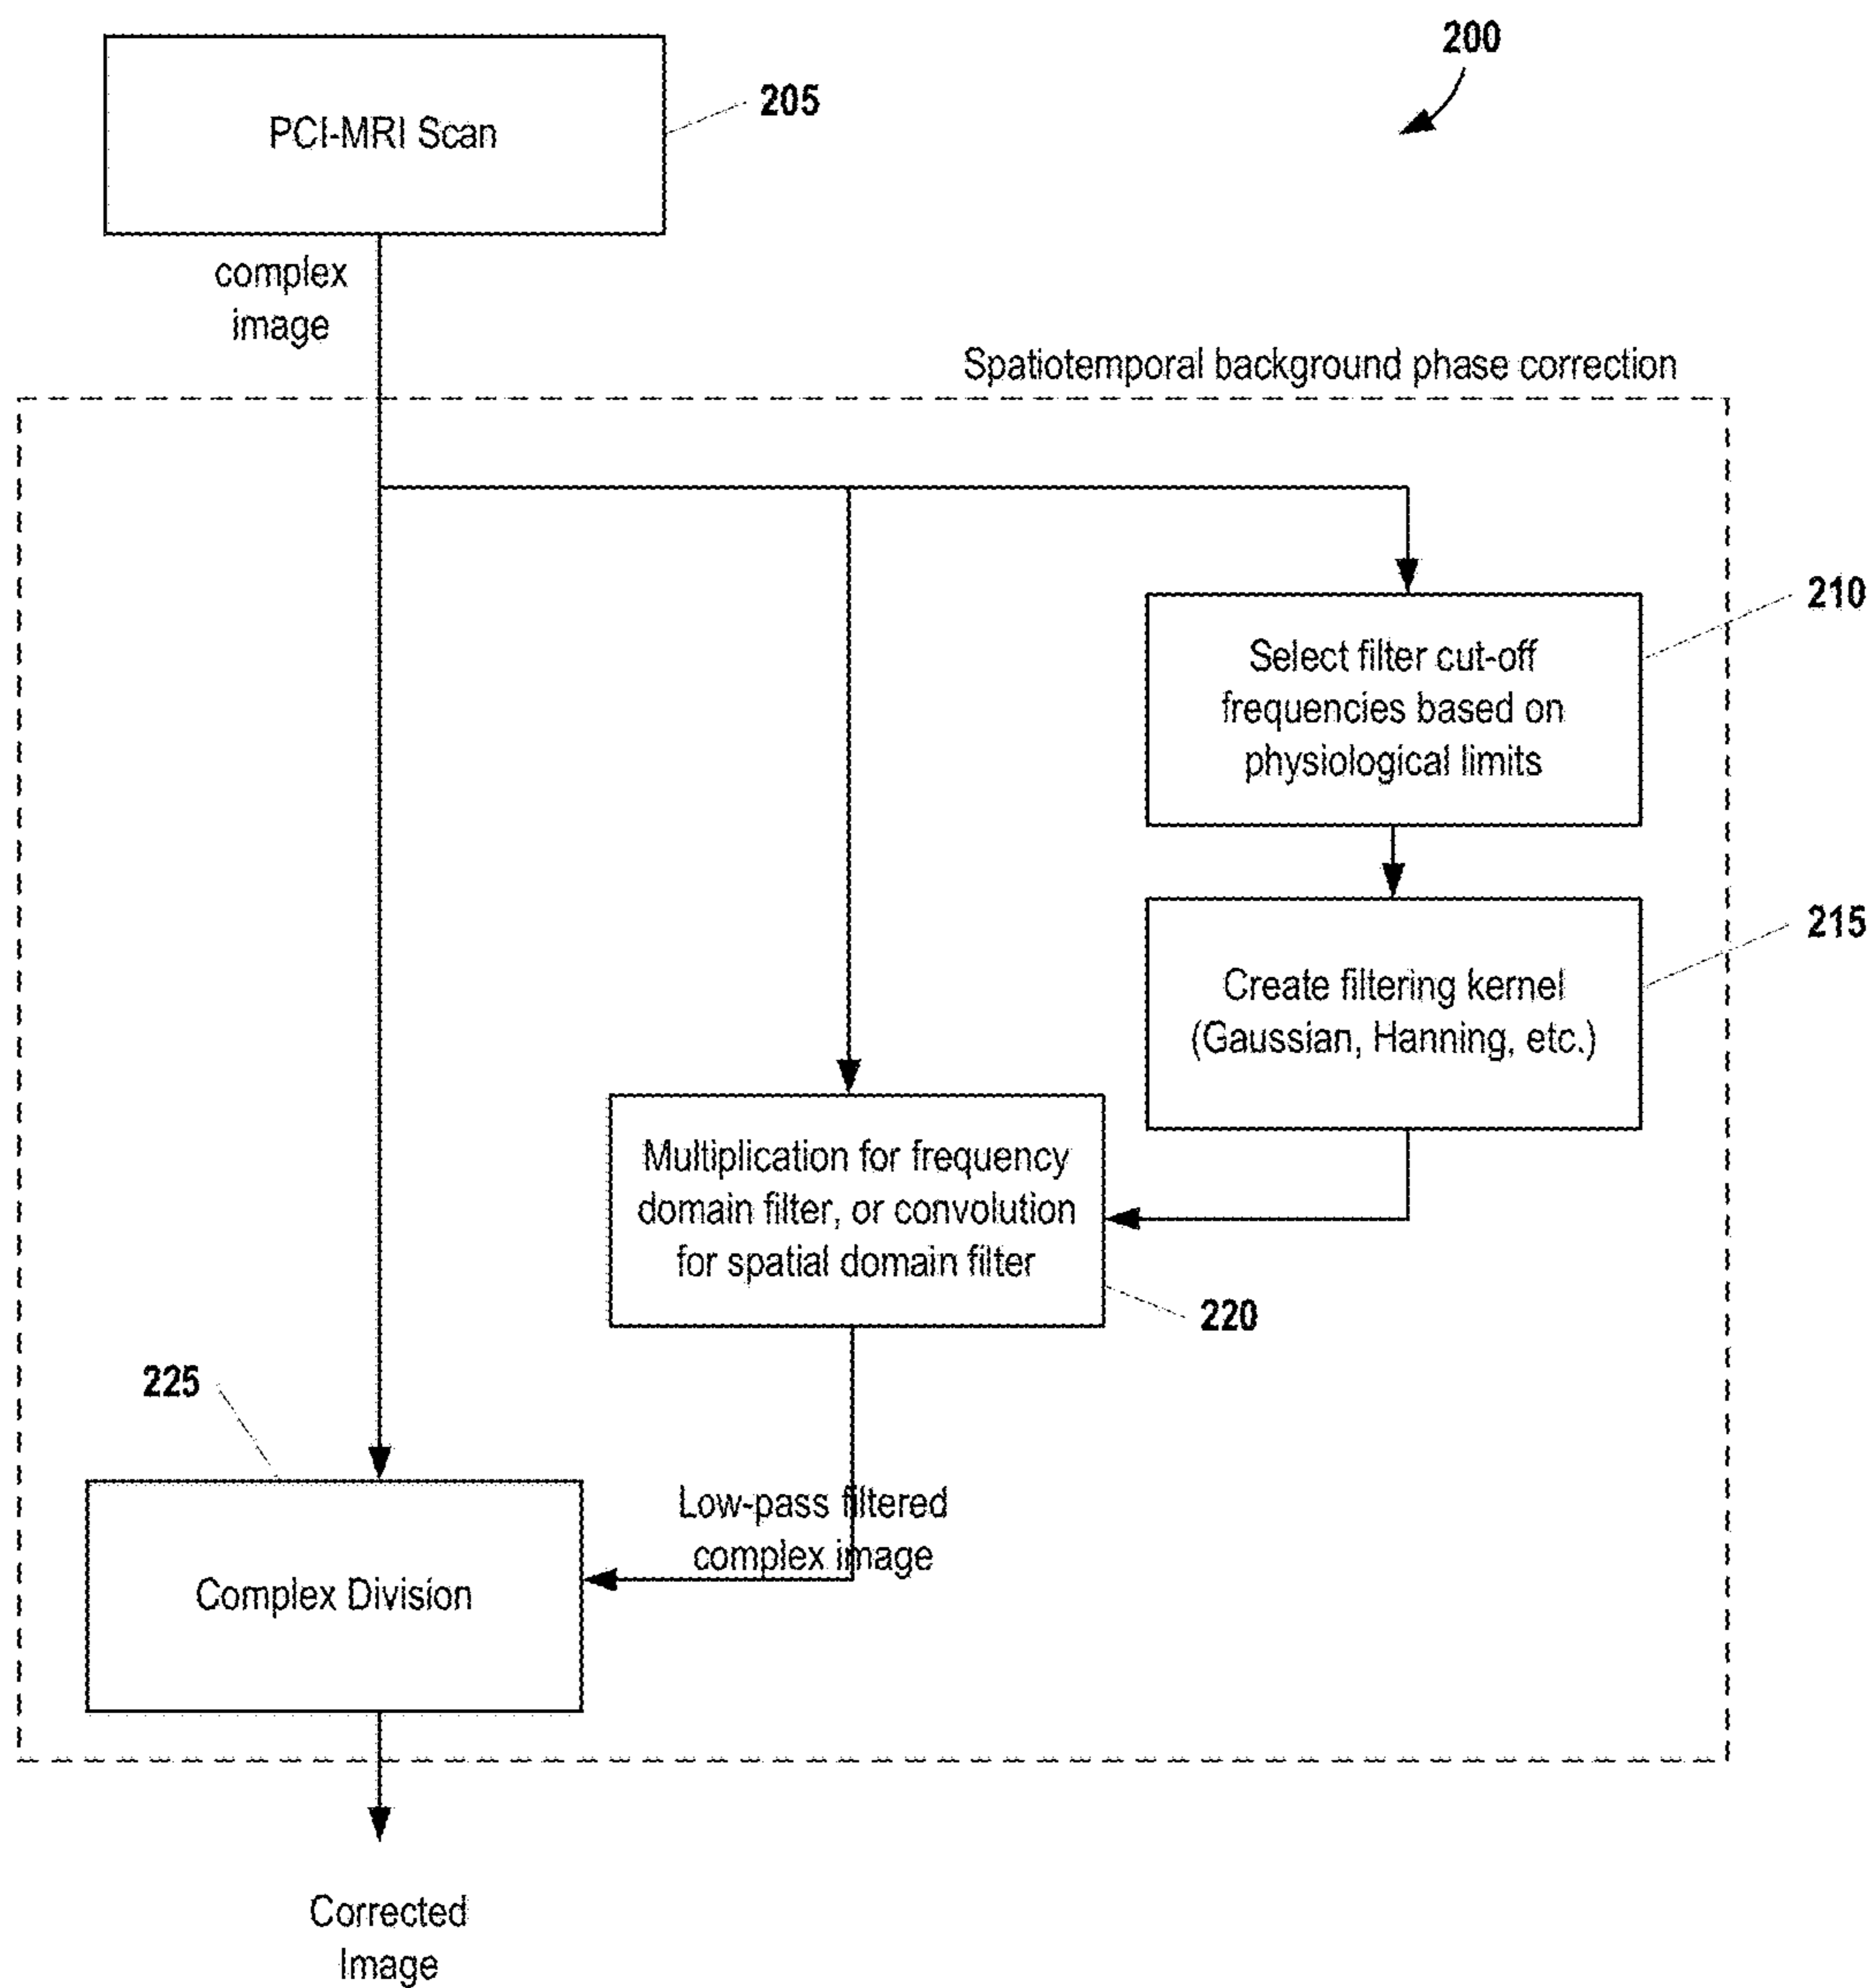 200
PCI-MRI Scan
205
complex
image
Spatiotemporal background phase correction
210
Select filter cut-off
frequencies based on
physiological limits
215
Create filtering kernel
(Gaussian, Hanning, etc.)
Multiplication for frequency
domain filter, or convolution
for spatial domain filter
220
225
Low-pass filtered
complex image
Complex Division
Corrected
Image